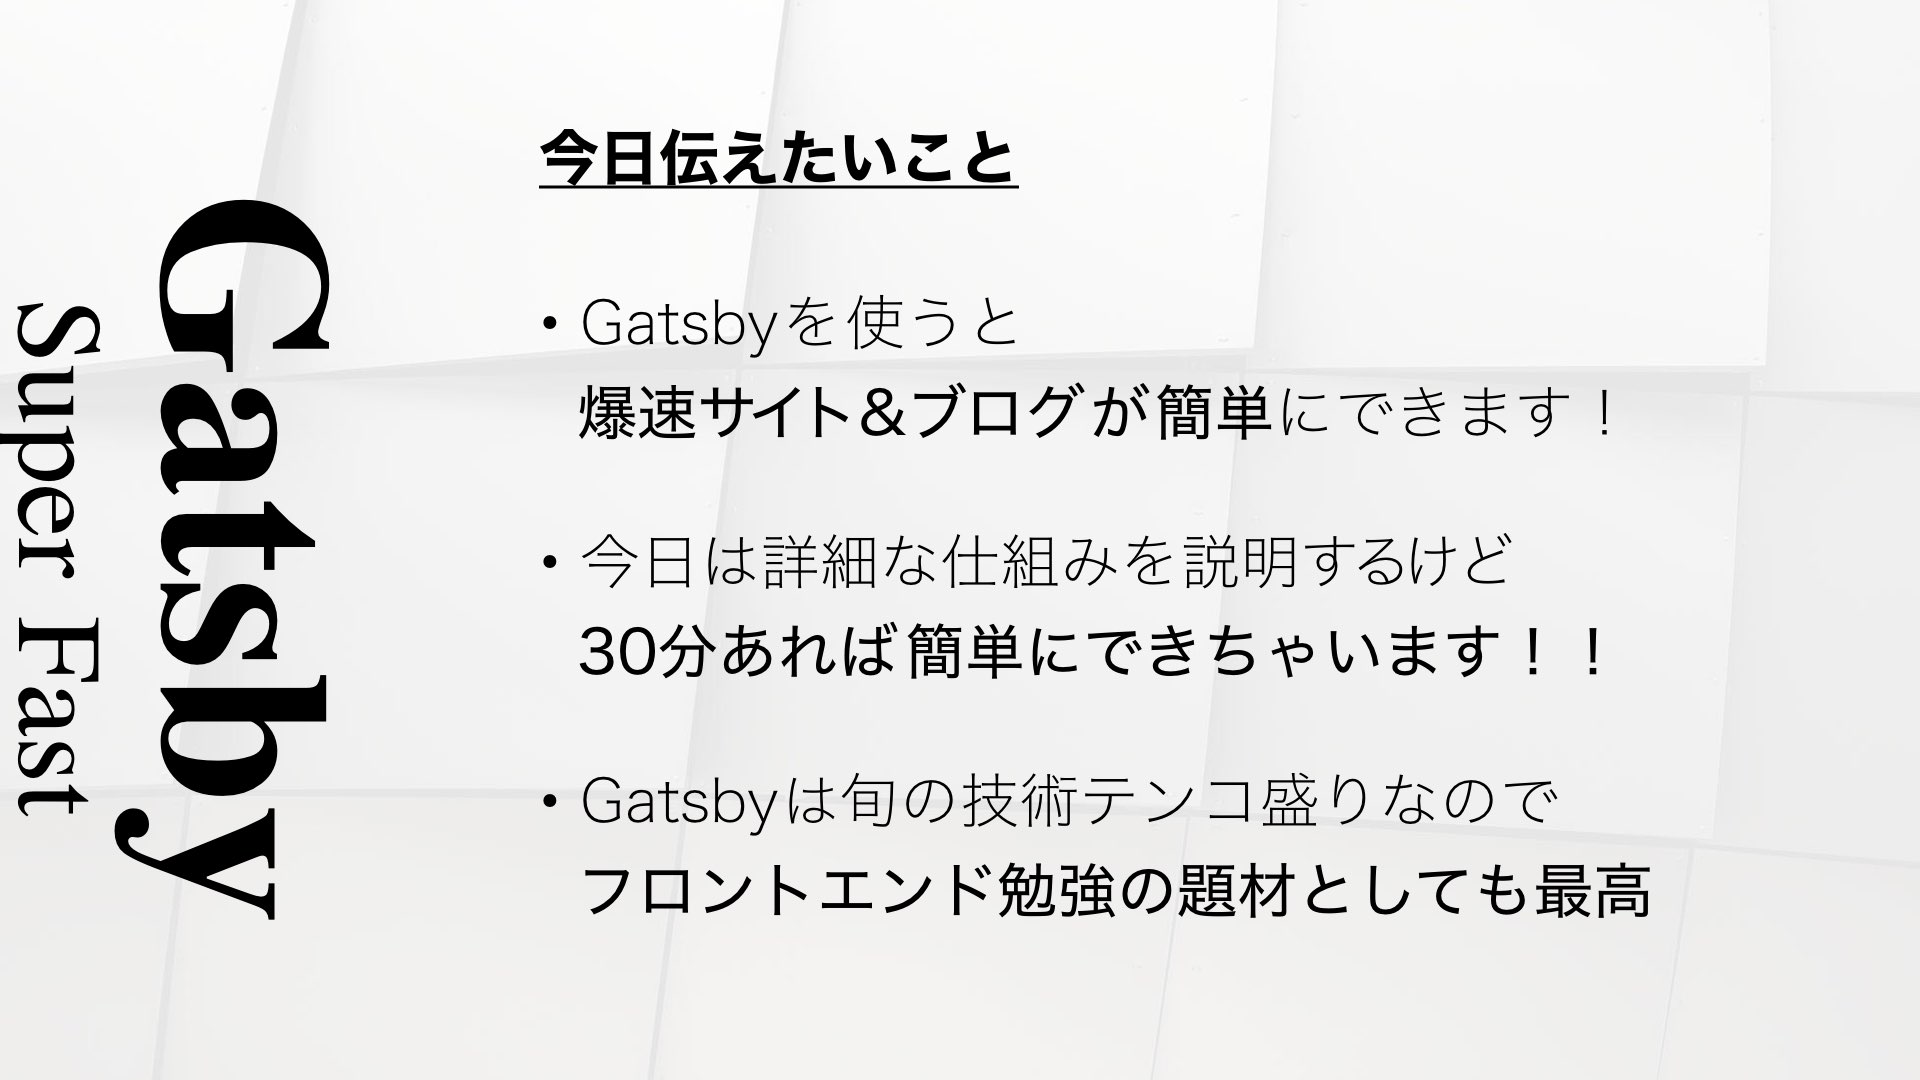 Gatsby
Super Fast
今日伝えたいこと
・Gatsbyを使うと
爆速サイト&ブログが簡単にできます！
・今日は詳細な仕組みを説明するけど
30分あれば簡単にできちゃいます！！
・Gatsbyは旬の技術テンコ盛りなので
フロントエンド勉強の題材としても最高